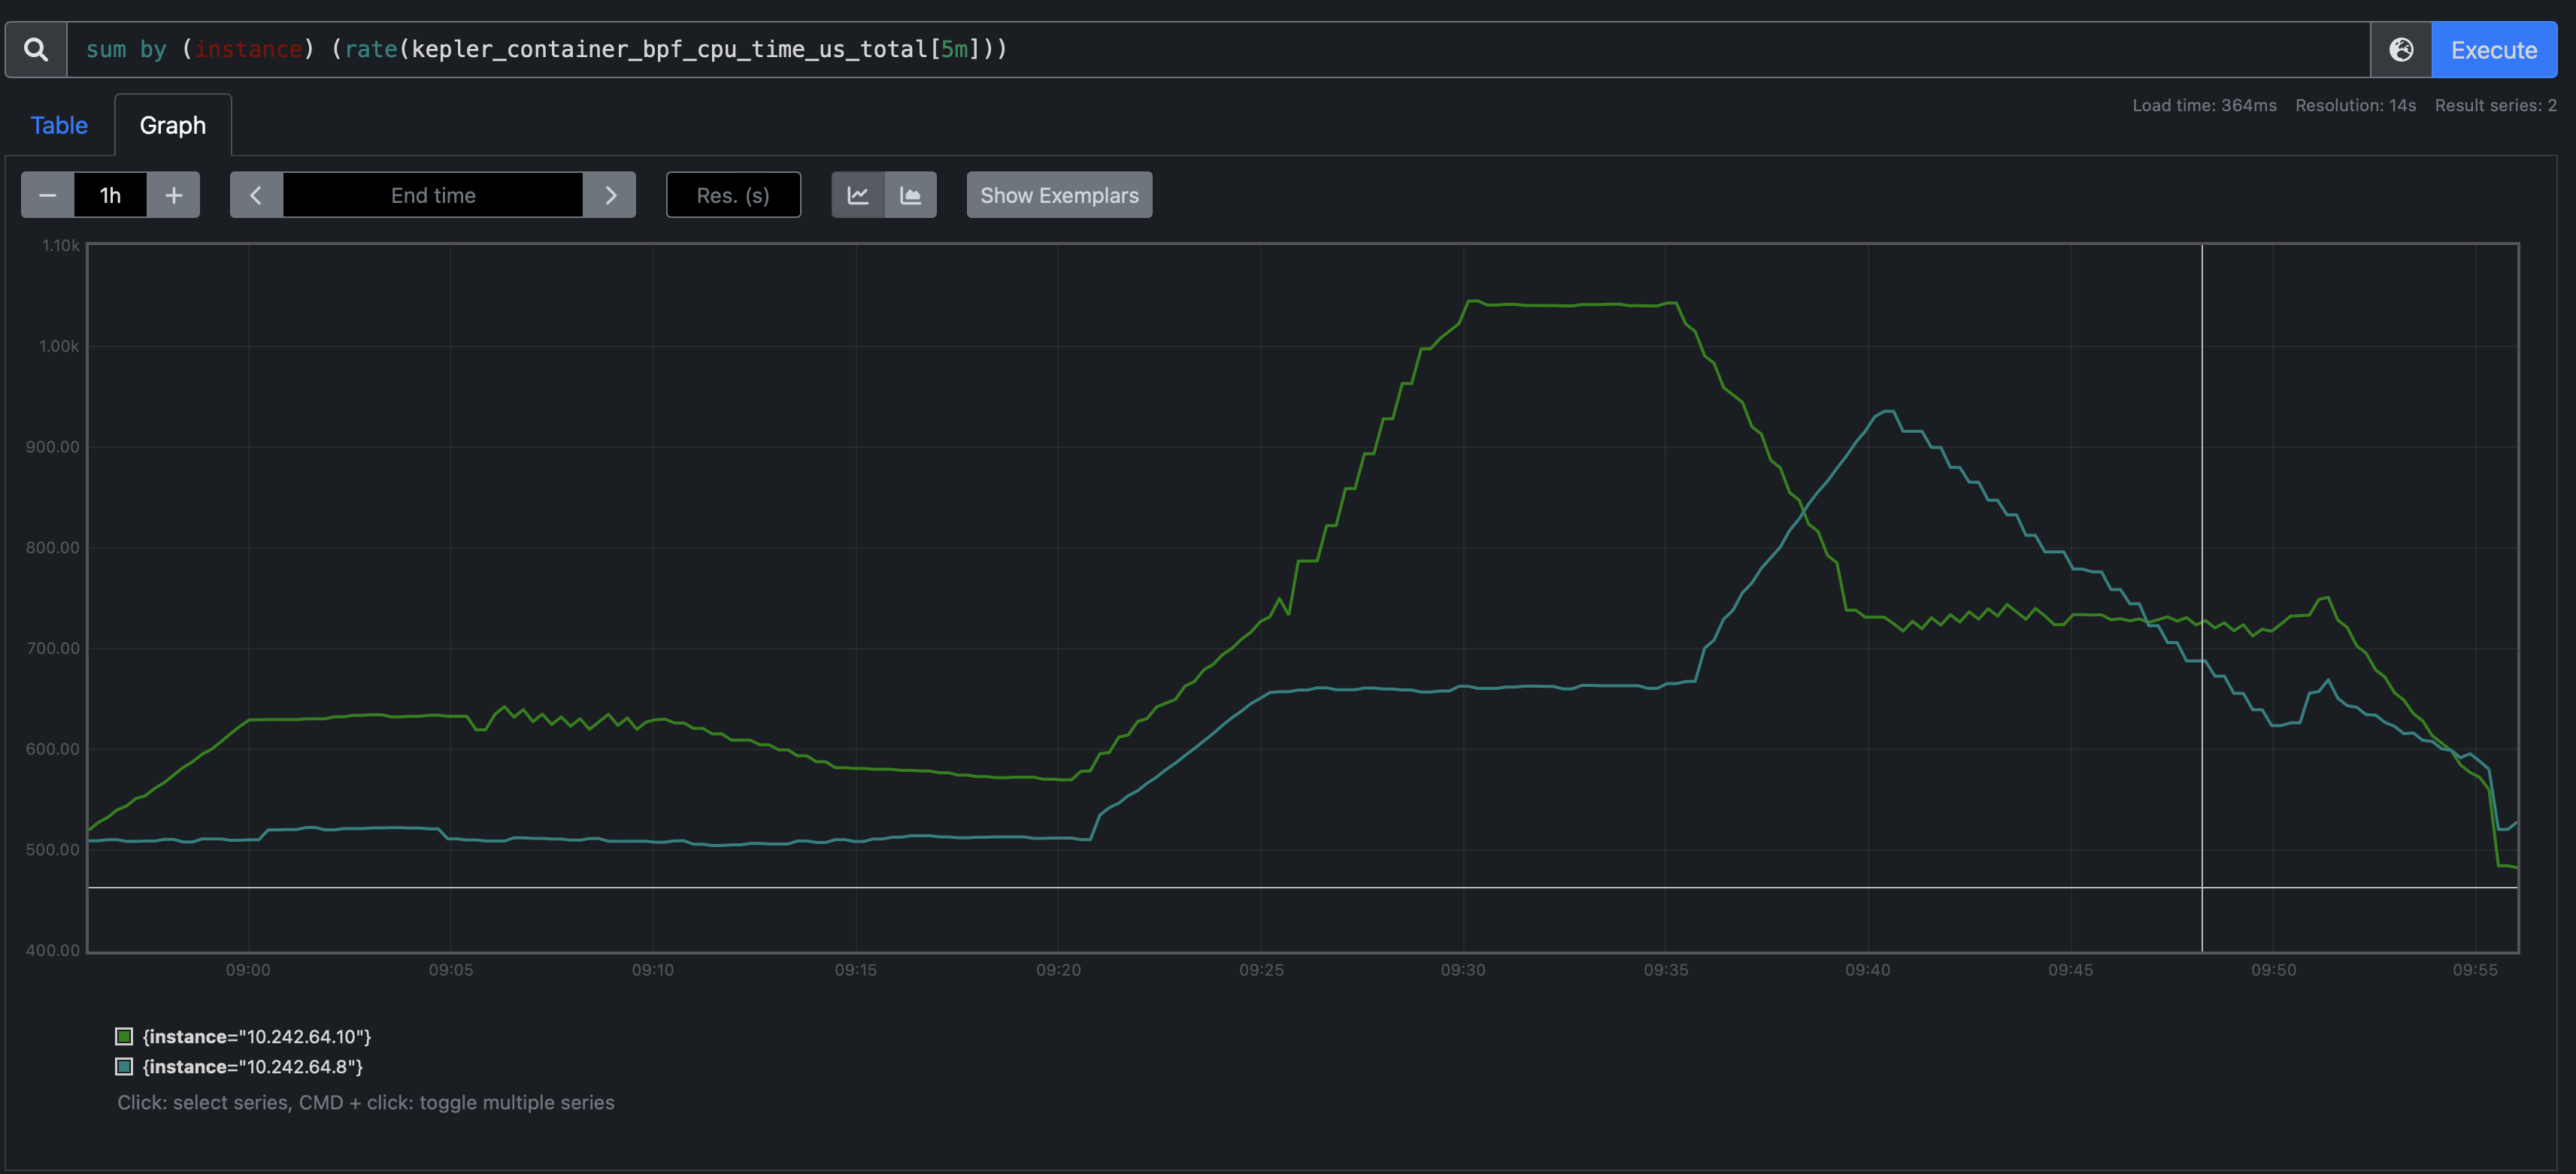 sum by (instance) (rate(kepler_container_bpf_cpu_time_us_total[5m]))
Execute
Load time: 364ms Resolution: 14s Result series: 2
Table
Graph
1h
End time
Res. (s)
Show Exemplars
1.10k
1.00k
900.00
800.00
700.00
600.00
500.00
400.00
09:00 09:05 09:10 09:15 09:20 09:25 09:30 09:35 09:40 09:45 09:50 09:55
{instance="10.242.64.10"}
{instance="10.242.64.8"}
Click: select series, CMD + click: toggle multiple series